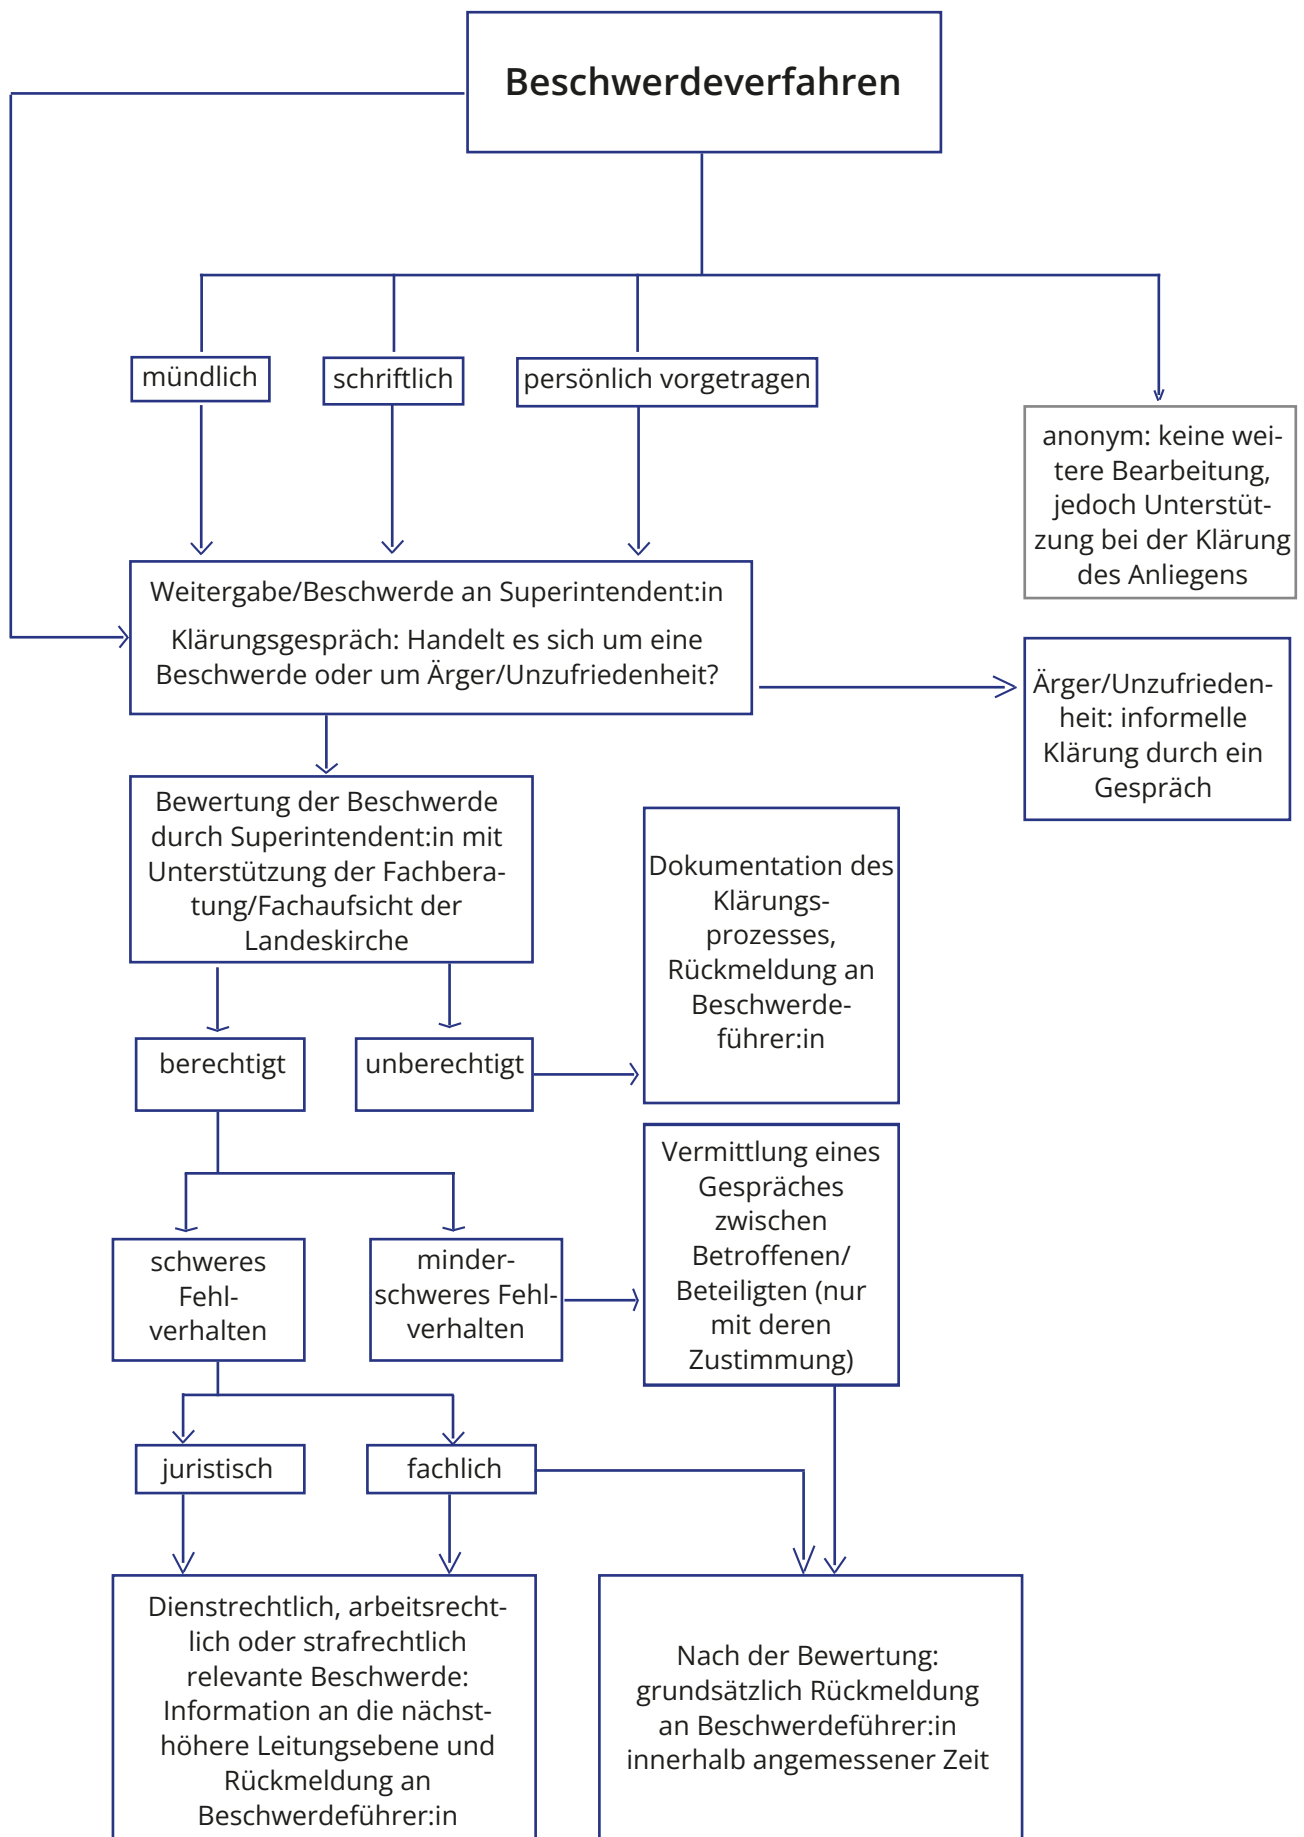 Beschwerdeverfahren
mündlich
schriftlich
persönlich vorgetragen
anonym: keine wei-
tere Bearbeitung,
jedoch Unterstüt-
zung bei der Klärung
des Anliegens
Weitergabe/Beschwerde an Superintendent:in
Klärungsgespräch: Handelt es sich um eine
Beschwerde oder um Ärger/Unzufriedenheit?
Ärger/Unzufrieden-
heit: informelle
Klärung durch ein
Gespräch
Bewertung der Beschwerde
durch Superintendent:in mit
Unterstützung der Fachbera-
tung/Fachaufsicht der
Landeskirche
Dokumentation des
Klärungs-
prozesses,
Rückmeldung an
Beschwerde-
führer:in
berechtigt
unberechtigt
Vermittlung eines
Gespräches
zwischen
Betroffenen/
Beteiligten (nur
mit deren
Zustimmung)
schweres
Fehl-
verhalten
minder-
schweres Fehl-
verhalten
juristisch
fachlich
Dienstrechtlich, arbeitsrecht-
lich oder strafrechtlich
relevante Beschwerde:
Information an die nächst-
höhere Leitungsebene und
Rückmeldung an
Beschwerdeführer:in
Nach der Bewertung:
grundsätzlich Rückmeldung
an Beschwerdeführer:in
innerhalb angemessener Zeit